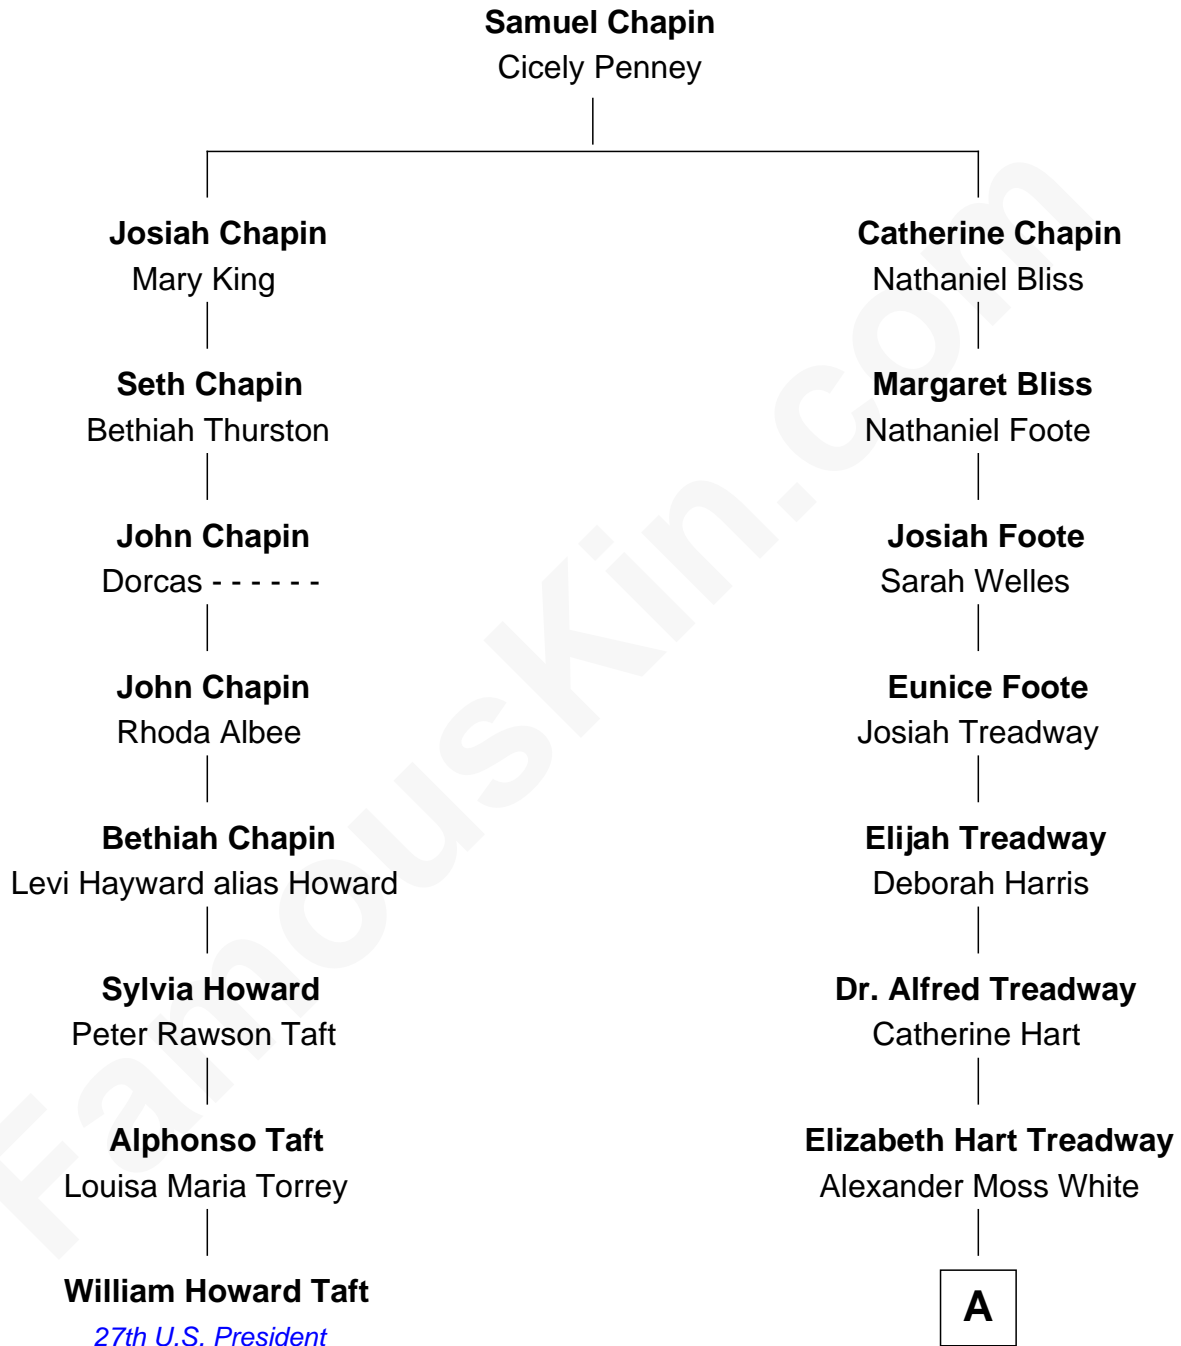 Samuel Chapin
Cicely Penney
Josiah Chapin
Mary King
Catherine Chapin
Nathaniel Bliss
Seth Chapin
Bethiah Thurston
Margaret Bliss
Nathaniel Foote
John Chapin
Dorcas - - - - - -
Josiah Foote
Sarah Welles
John Chapin
Rhoda Albee
Eunice Foote
Josiah Treadway
Bethiah Chapin
Levi Hayward alias Howard
Elijah Treadway
Deborah Harris
Sylvia Howard
Peter Rawson Taft
Dr. Alfred Treadway
Catherine Hart
Alphonso Taft
Louisa Maria Torrey
Elizabeth Hart Treadway
Alexander Moss White
William Howard Taft
27th U.S. President
A
FamousKin.com